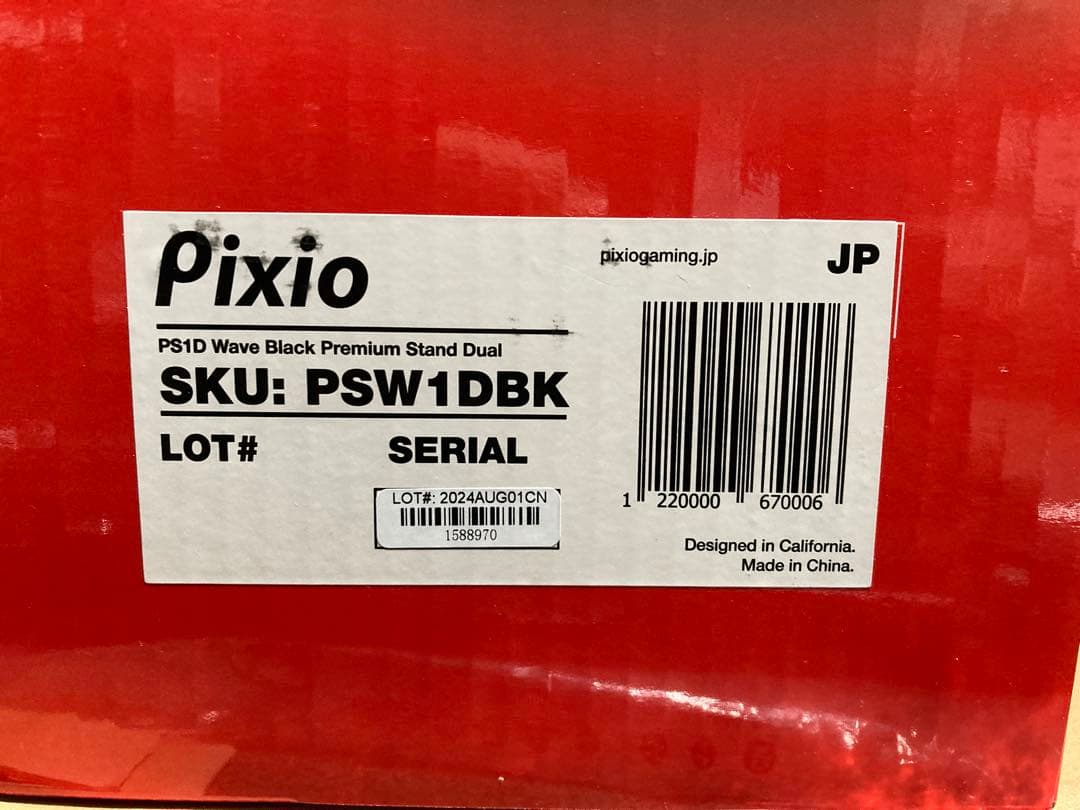 Pixio
pixiogaming.jp
JP
PS1D Wave Black Premium Stand Dual
SKU: PSW1DBK
LOT#
SERIAL
LOT#: 2024AUG01CN
1588970
1 220000 670006
Designed in California.
Made in China.